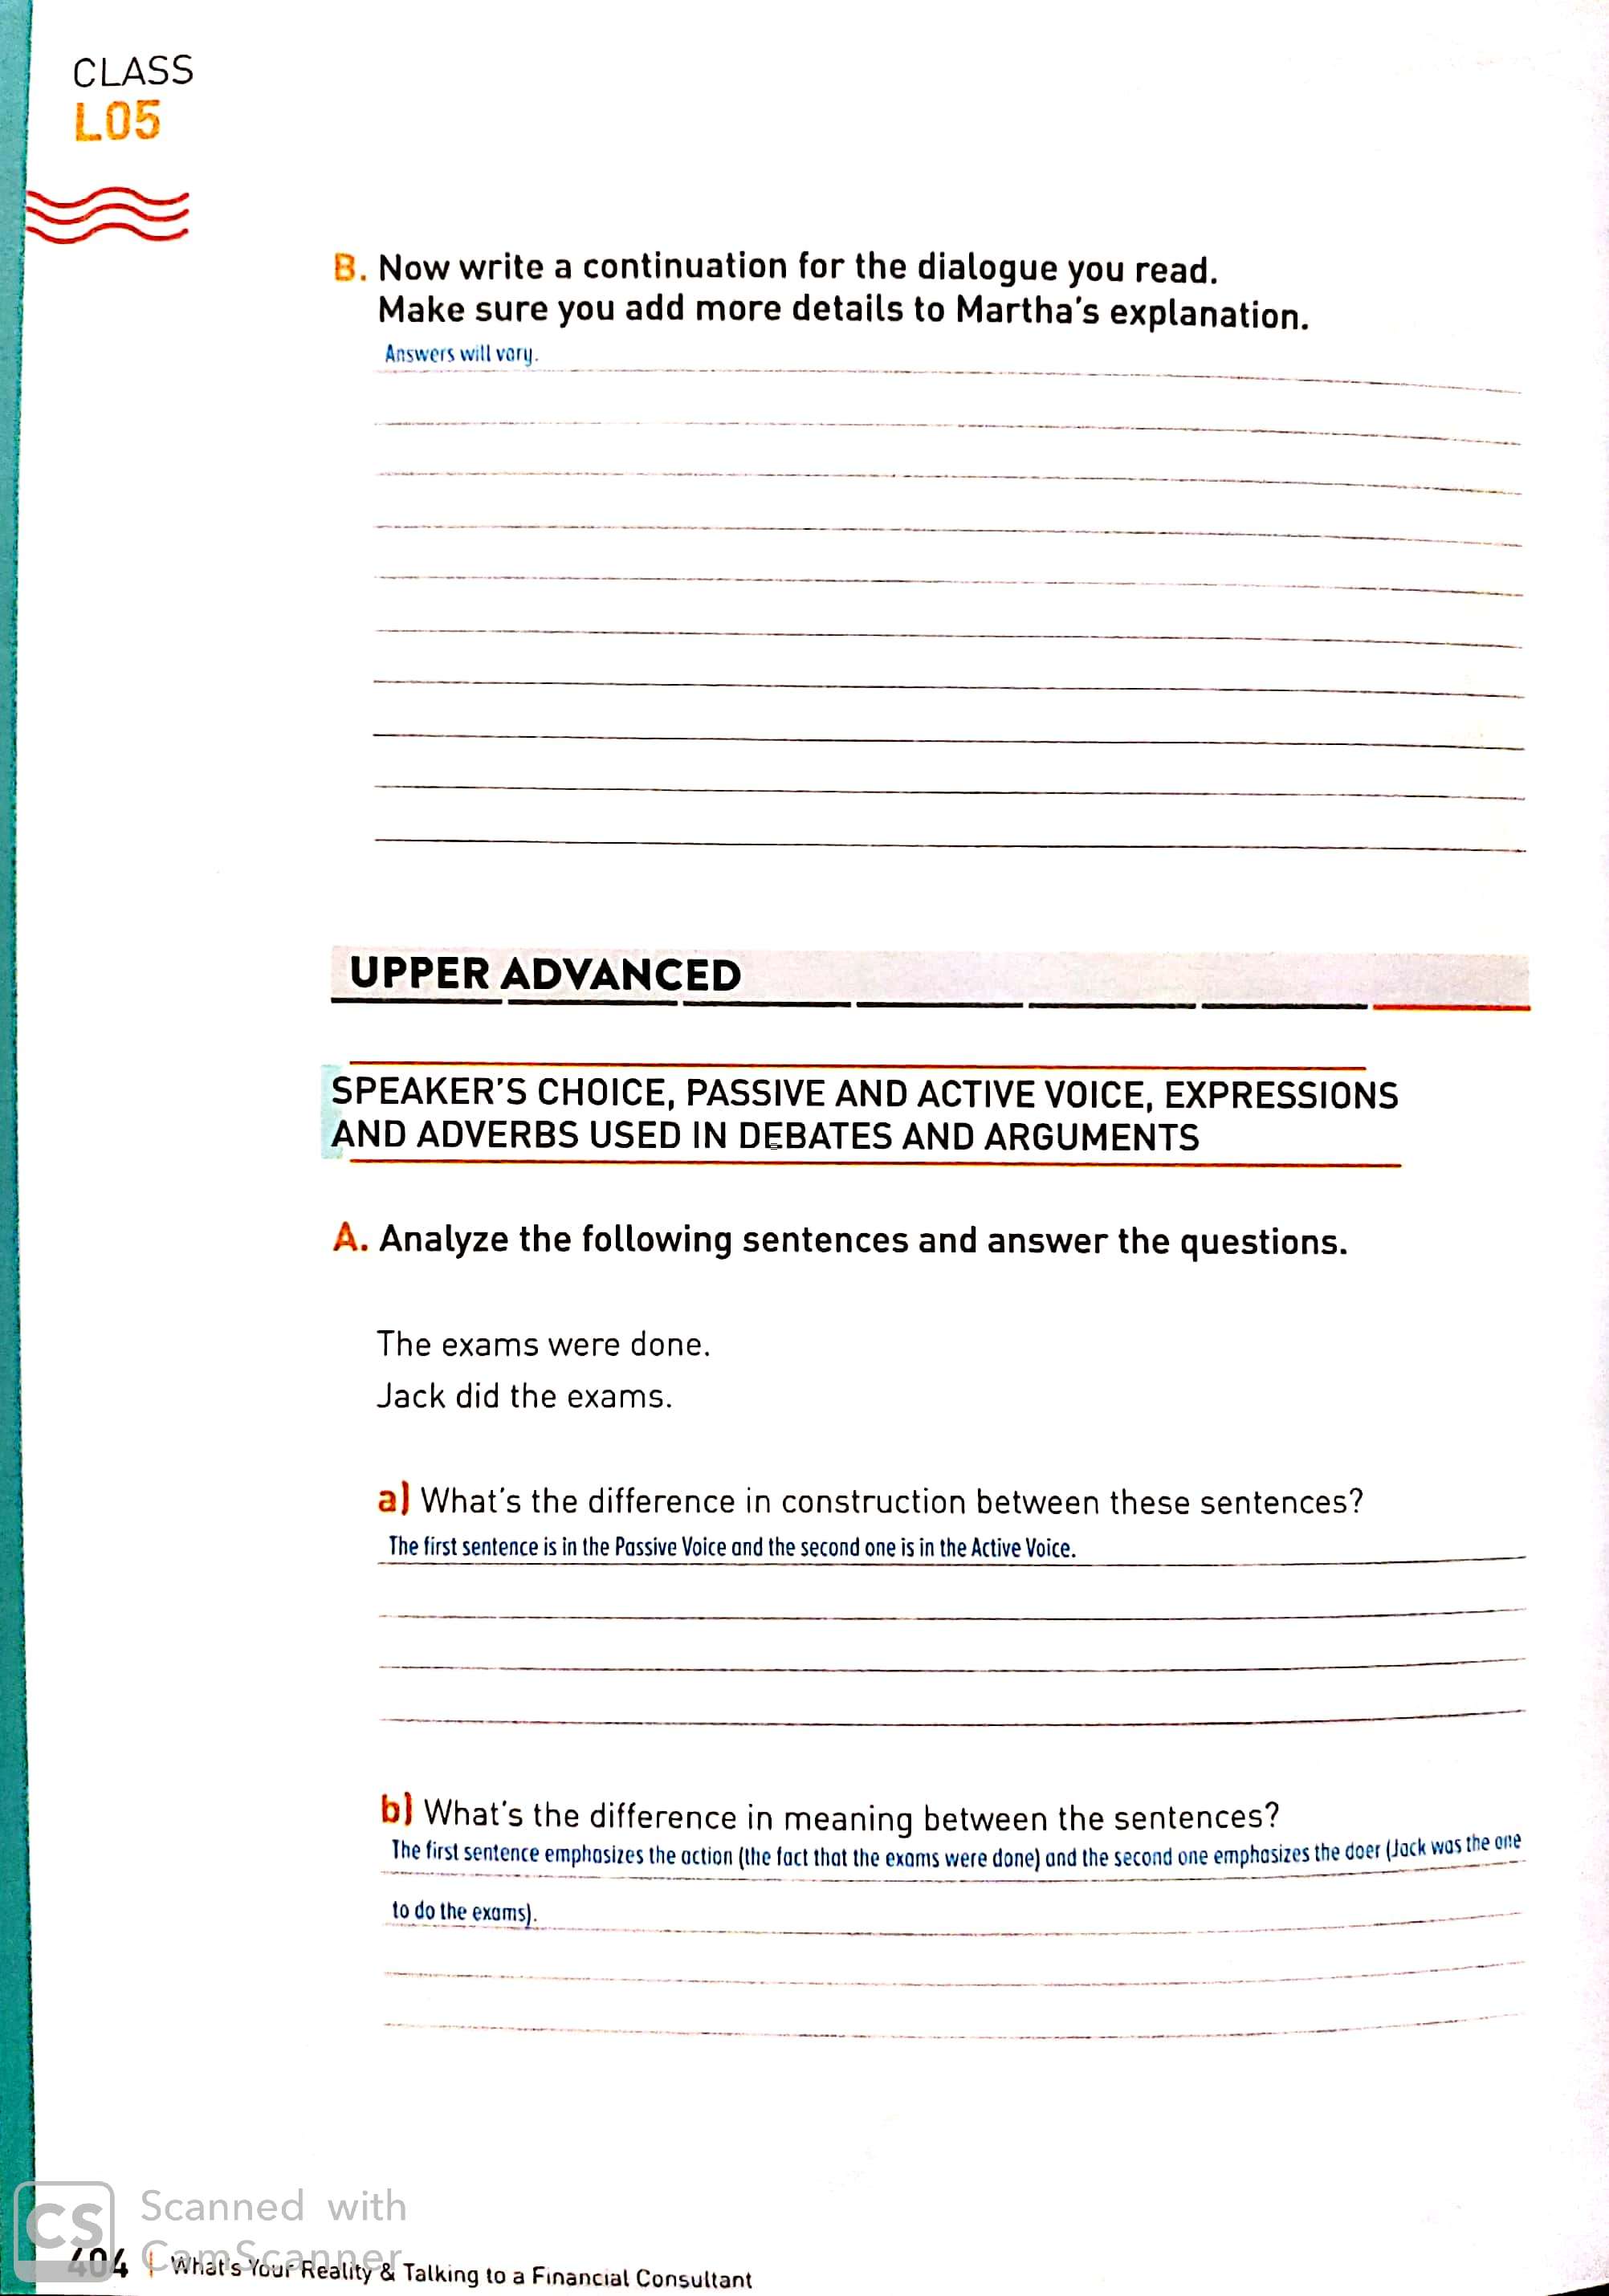 CLASS
L05
B. Now write a continuation for the dialogue you read.
Make sure you add more details to Martha's explanation.
Answers will vary.
UPPER ADVANCED
SPEAKER'S CHOICE, PASSIVE AND ACTIVE VOICE, EXPRESSIONS
AND ADVERBS USED IN DEBATES AND ARGUMENTS
A. Analyze the following sentences and answer the questions.
The exams were done.
Jack did the exams.
a) What's the difference in construction between these sentences?
The first sentence is in the Passive Voice and the second one is in the Active Voice.
b) What's the difference in meaning between the sentences?
The first sentence emphasizes the action (the fact that the exams were done) and the second one emphasizes the doer (Jack was the one
to do the exams).
CS Scanned with
CamScanner
404 | What's Your Reality & Talking to a Financial Consultant